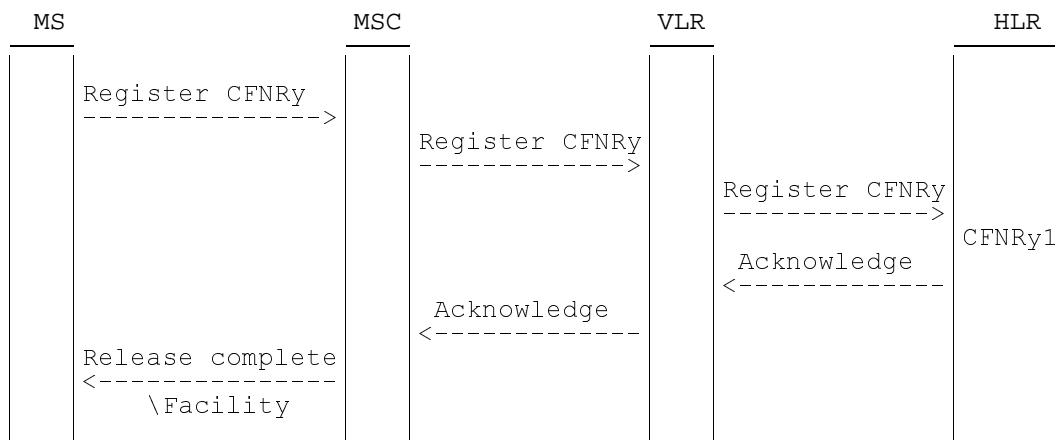 MS MSC VLR HLR
Register CFNRy
--------------->
Register CFNRy
------------->
Register CFNRy
------------->
CFNRy1
Acknowledge
<-------------
Acknowledge
<-------------
Release complete
<---------------
\Facility